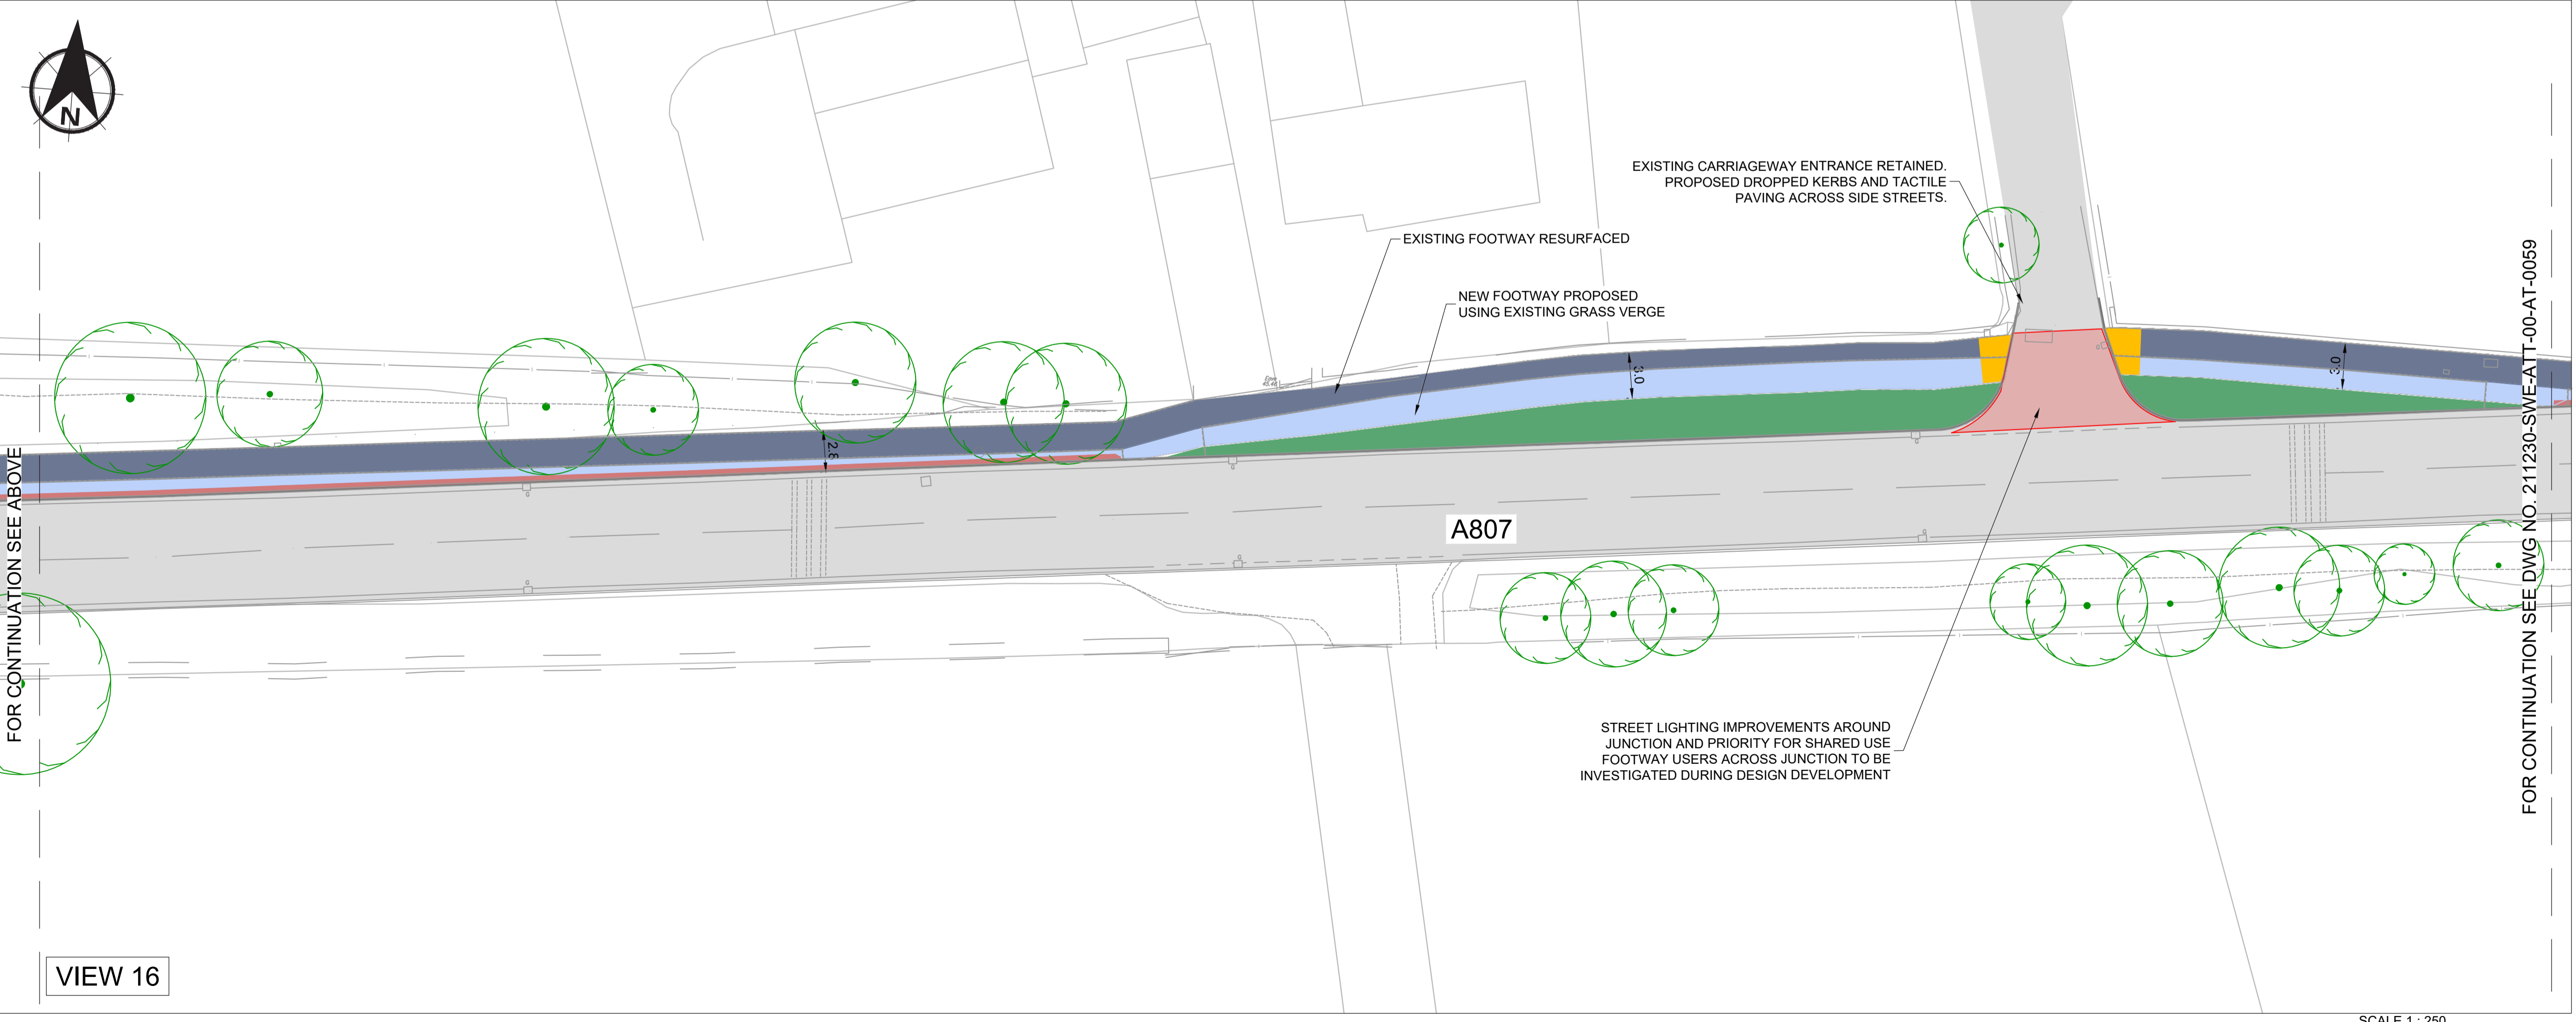 N
EXISTING CARRIAGEWAY ENTRANCE RETAINED.
PROPOSED DROPPED KERBS AND TACTILE
PAVING ACROSS SIDE STREETS.
EXISTING FOOTWAY RESURFACED
NEW FOOTWAY PROPOSED
USING EXISTING GRASS VERGE
3.0
3.0
2.8
A807
G
G
G
G
G
G
STREET LIGHTING IMPROVEMENTS AROUND
JUNCTION AND PRIORITY FOR SHARED USE
FOOTWAY USERS ACROSS JUNCTION TO BE
INVESTIGATED DURING DESIGN DEVELOPMENT
FOR CONTINUATION SEE ABOVE
FOR CONTINUATION SEE DWG NO. 211230-SWE-ATT-00-AT-0059
VIEW 16
SCALE 1 : 250